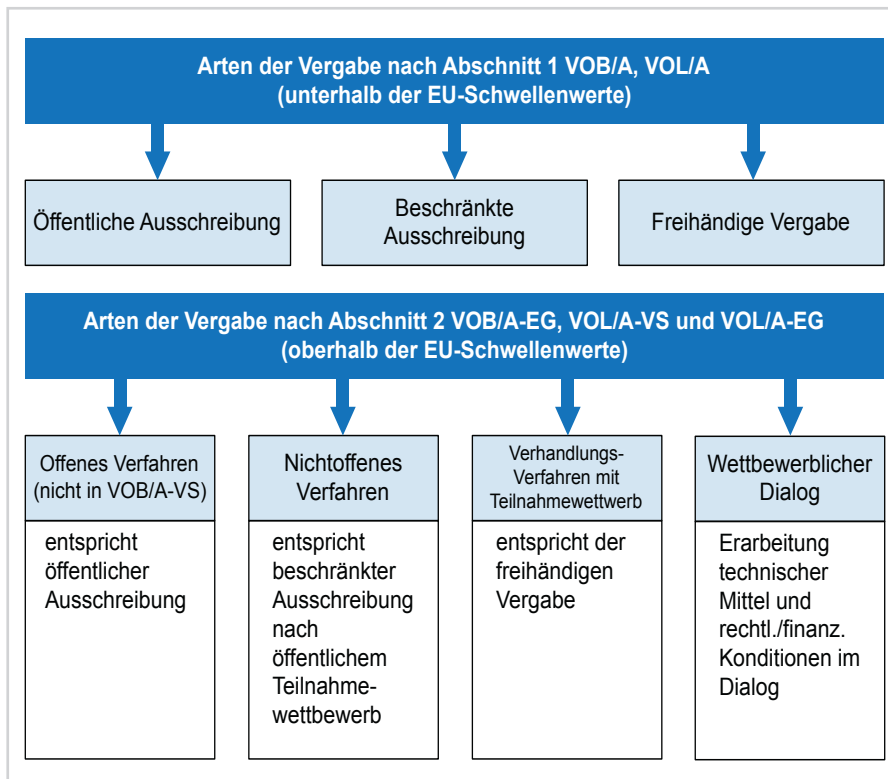 Arten der Vergabe nach Abschnitt 1 VOB/A, VOL/A
(unterhalb der EU-Schwellenwerte)
Öffentliche Ausschreibung
Beschränkte
Ausschreibung
Freihändige Vergabe
Arten der Vergabe nach Abschnitt 2 VOB/A-EG, VOL/A-VS und VOL/A-EG
(oberhalb der EU-Schwellenwerte)
Offenes Verfahren
(nicht in VOB/A-VS)
entspricht
öffentlicher
Ausschreibung
Nichtoffenes
Verfahren
entspricht
beschränkter
Ausschreibung
nach
öffentlichem
Teilnahme-
wettbewerb
Verhandlungs-
Verfahren mit
Teilnahmewettwerb
entspricht der
freihändigen
Vergabe
Wettbewerblicher
Dialog
Erarbeitung
technischer
Mittel und
rechtl./finanz.
Konditionen im
Dialog